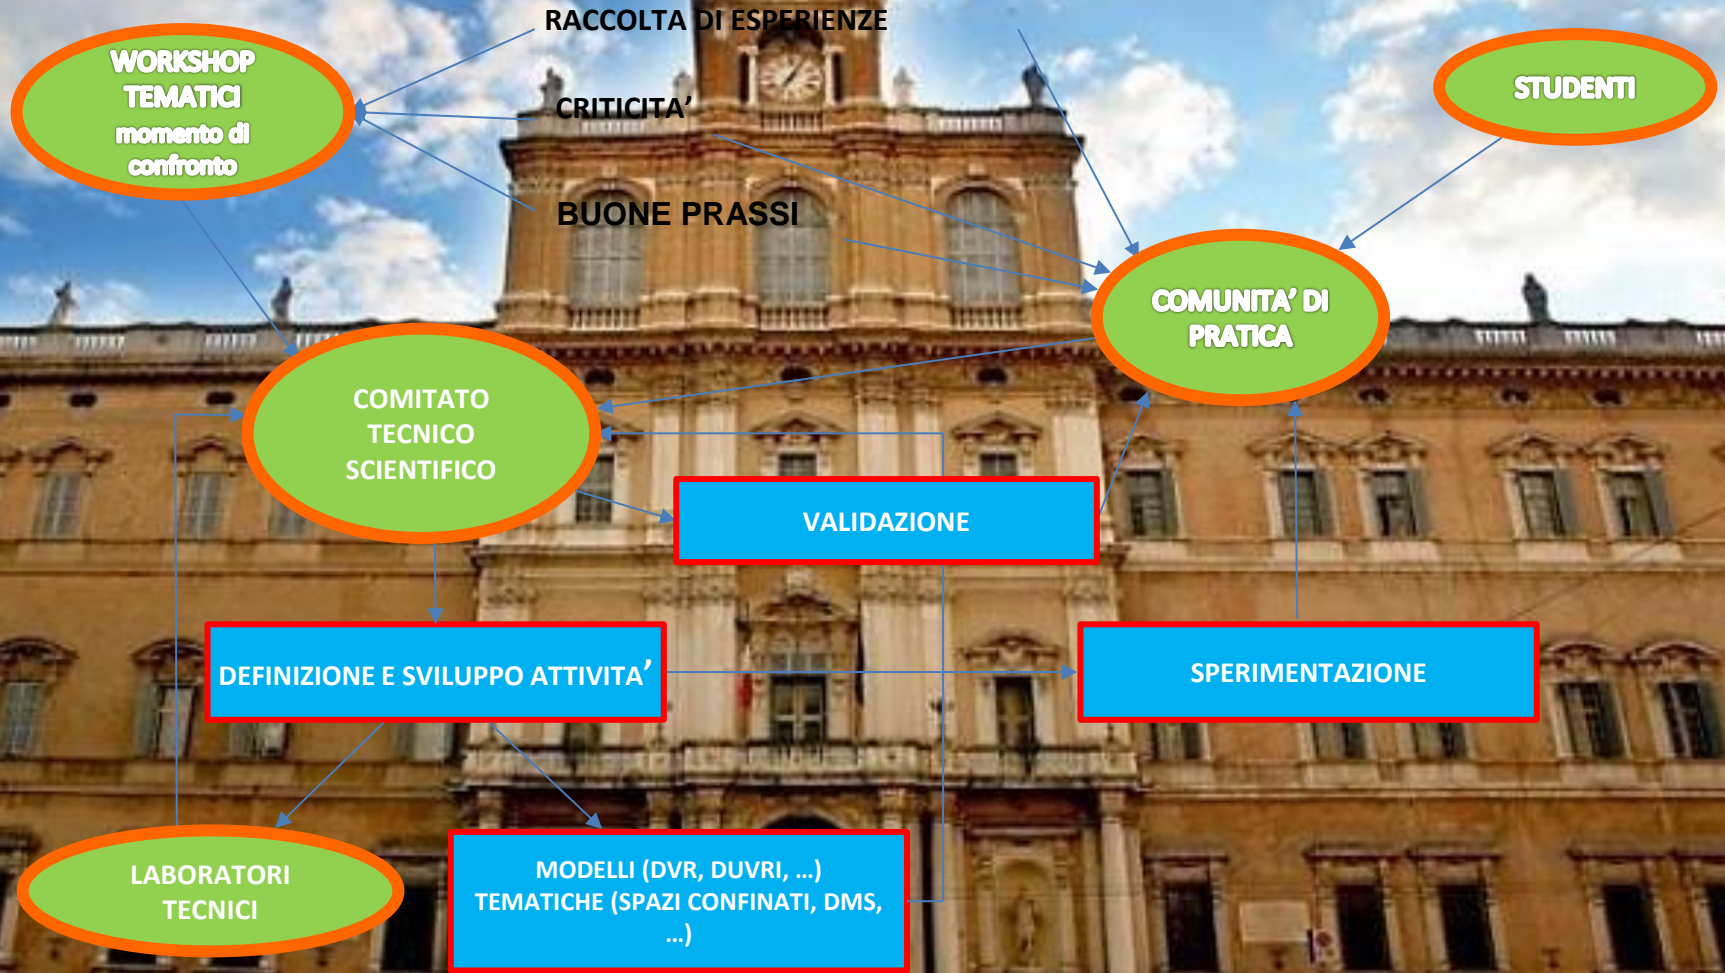 RACCOLTA DI ESPERIENZE
WORKSHOP
TEMATICI
momento di
confronto
CRITICITA’
STUDENTI
BUONE PRASSI
COMUNITA’ DI
PRATICA
COMITATO
TECNICO
SCIENTIFICO
VALIDAZIONE
DEFINIZIONE E SVILUPPO ATTIVITA’
SPERIMENTAZIONE
LABORATORI
TECNICI
MODELLI (DVR, DUVRI, …)
TEMATICHE (SPAZI CONFINATI, DMS,
…)